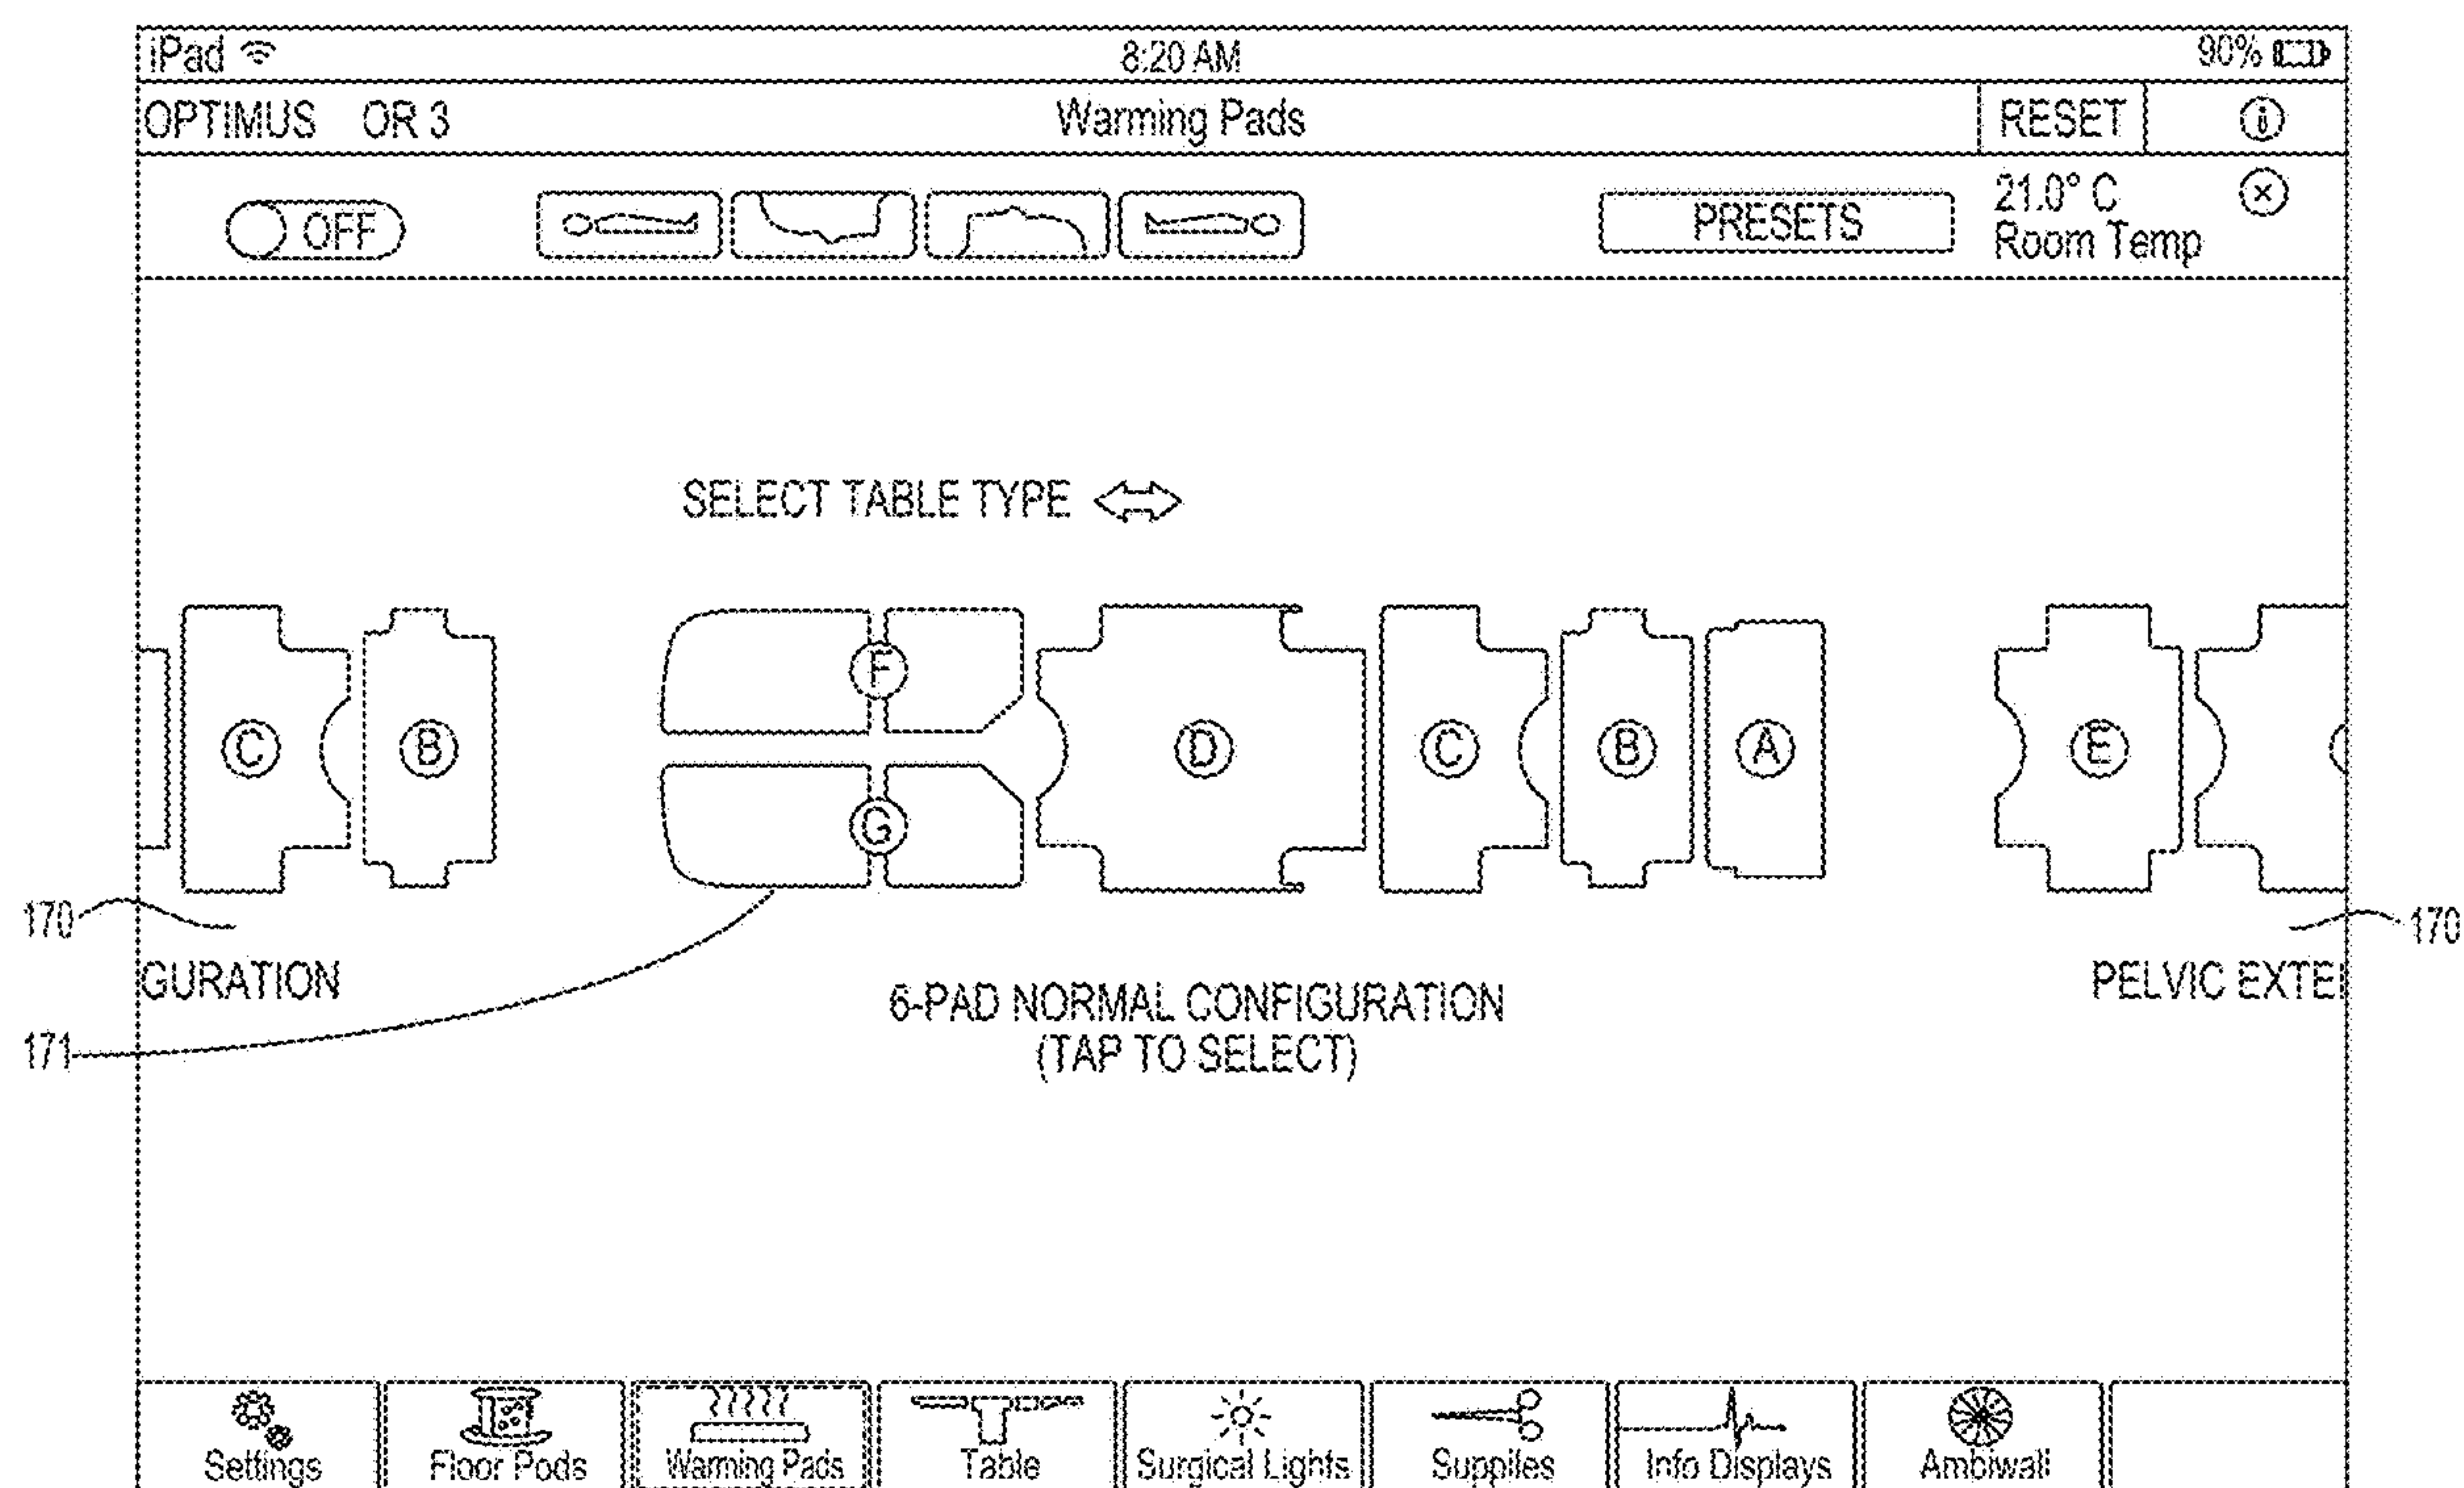 iPad 8:20 AM 90%
OPTIMUS OR 3 Warming Pads RESET i
OFF PRESETS 21.0° C
Room Temp
SELECT TABLE TYPE
F
C B D C B A E
G
170 170
GURATION PELVIC EXTE
6-PAD NORMAL CONFIGURATION
171 (TAP TO SELECT)
Settings Floor Pods Warming Pads Table Surgical Lights Supplies Info Displays Ambiwall